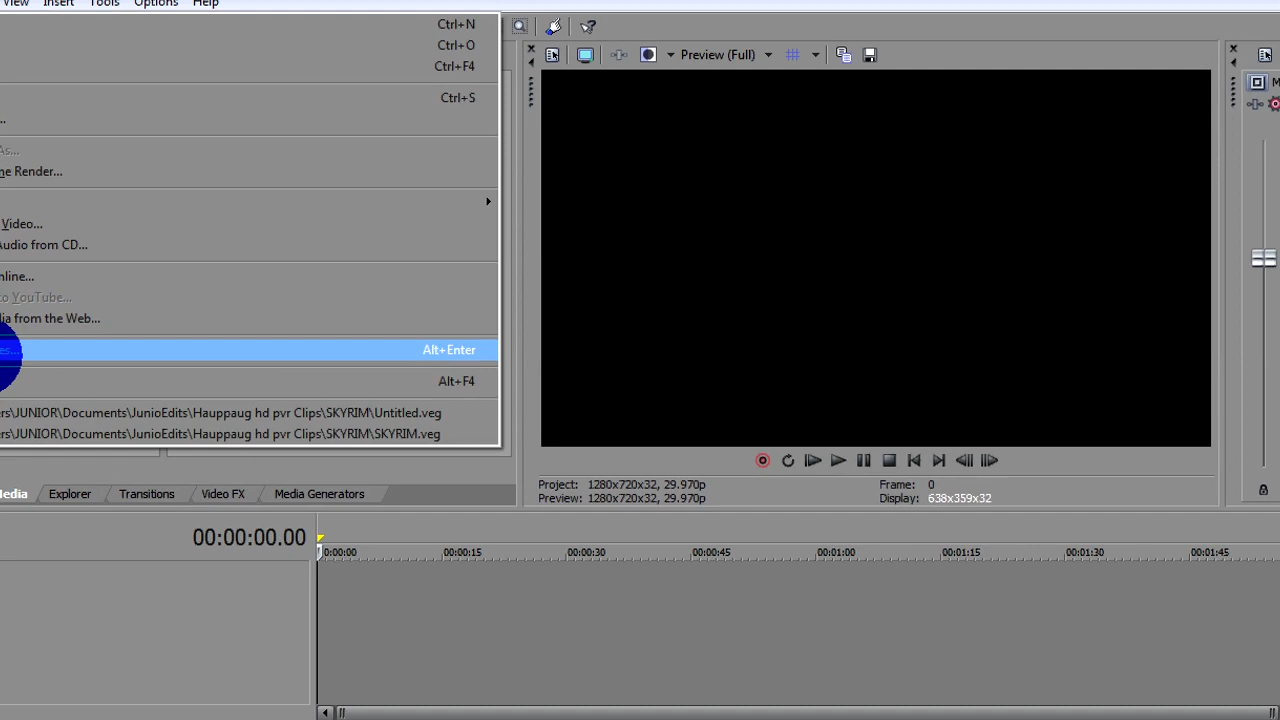 View Insert Tools Options Help
Ctrl+N
Ctrl+O
Ctrl+F4
Ctrl+S
..
As...
ne Render...
Video...
Audio from CD...
nline...
to YouTube...
dia from the Web...
es... Alt+Enter
Alt+F4
ers\JUNIOR\Documents\JunioEdits\Hauppaug hd pvr Clips\SKYRIM\Untitled.veg
ers\JUNIOR\Documents\JunioEdits\Hauppaug hd pvr Clips\SKYRIM\SKYRIM.veg
Media Explorer Transitions Video FX Media Generators
Preview (Full)
M
Project: 1280x720x32, 29.970p Frame: 0
Preview: 1280x720x32, 29.970p Display: 638x359x32
00:00:00.00
0:00:00 00:00:15 00:00:30 00:00:45 00:01:00 00:01:15 00:01:30 00:01:45